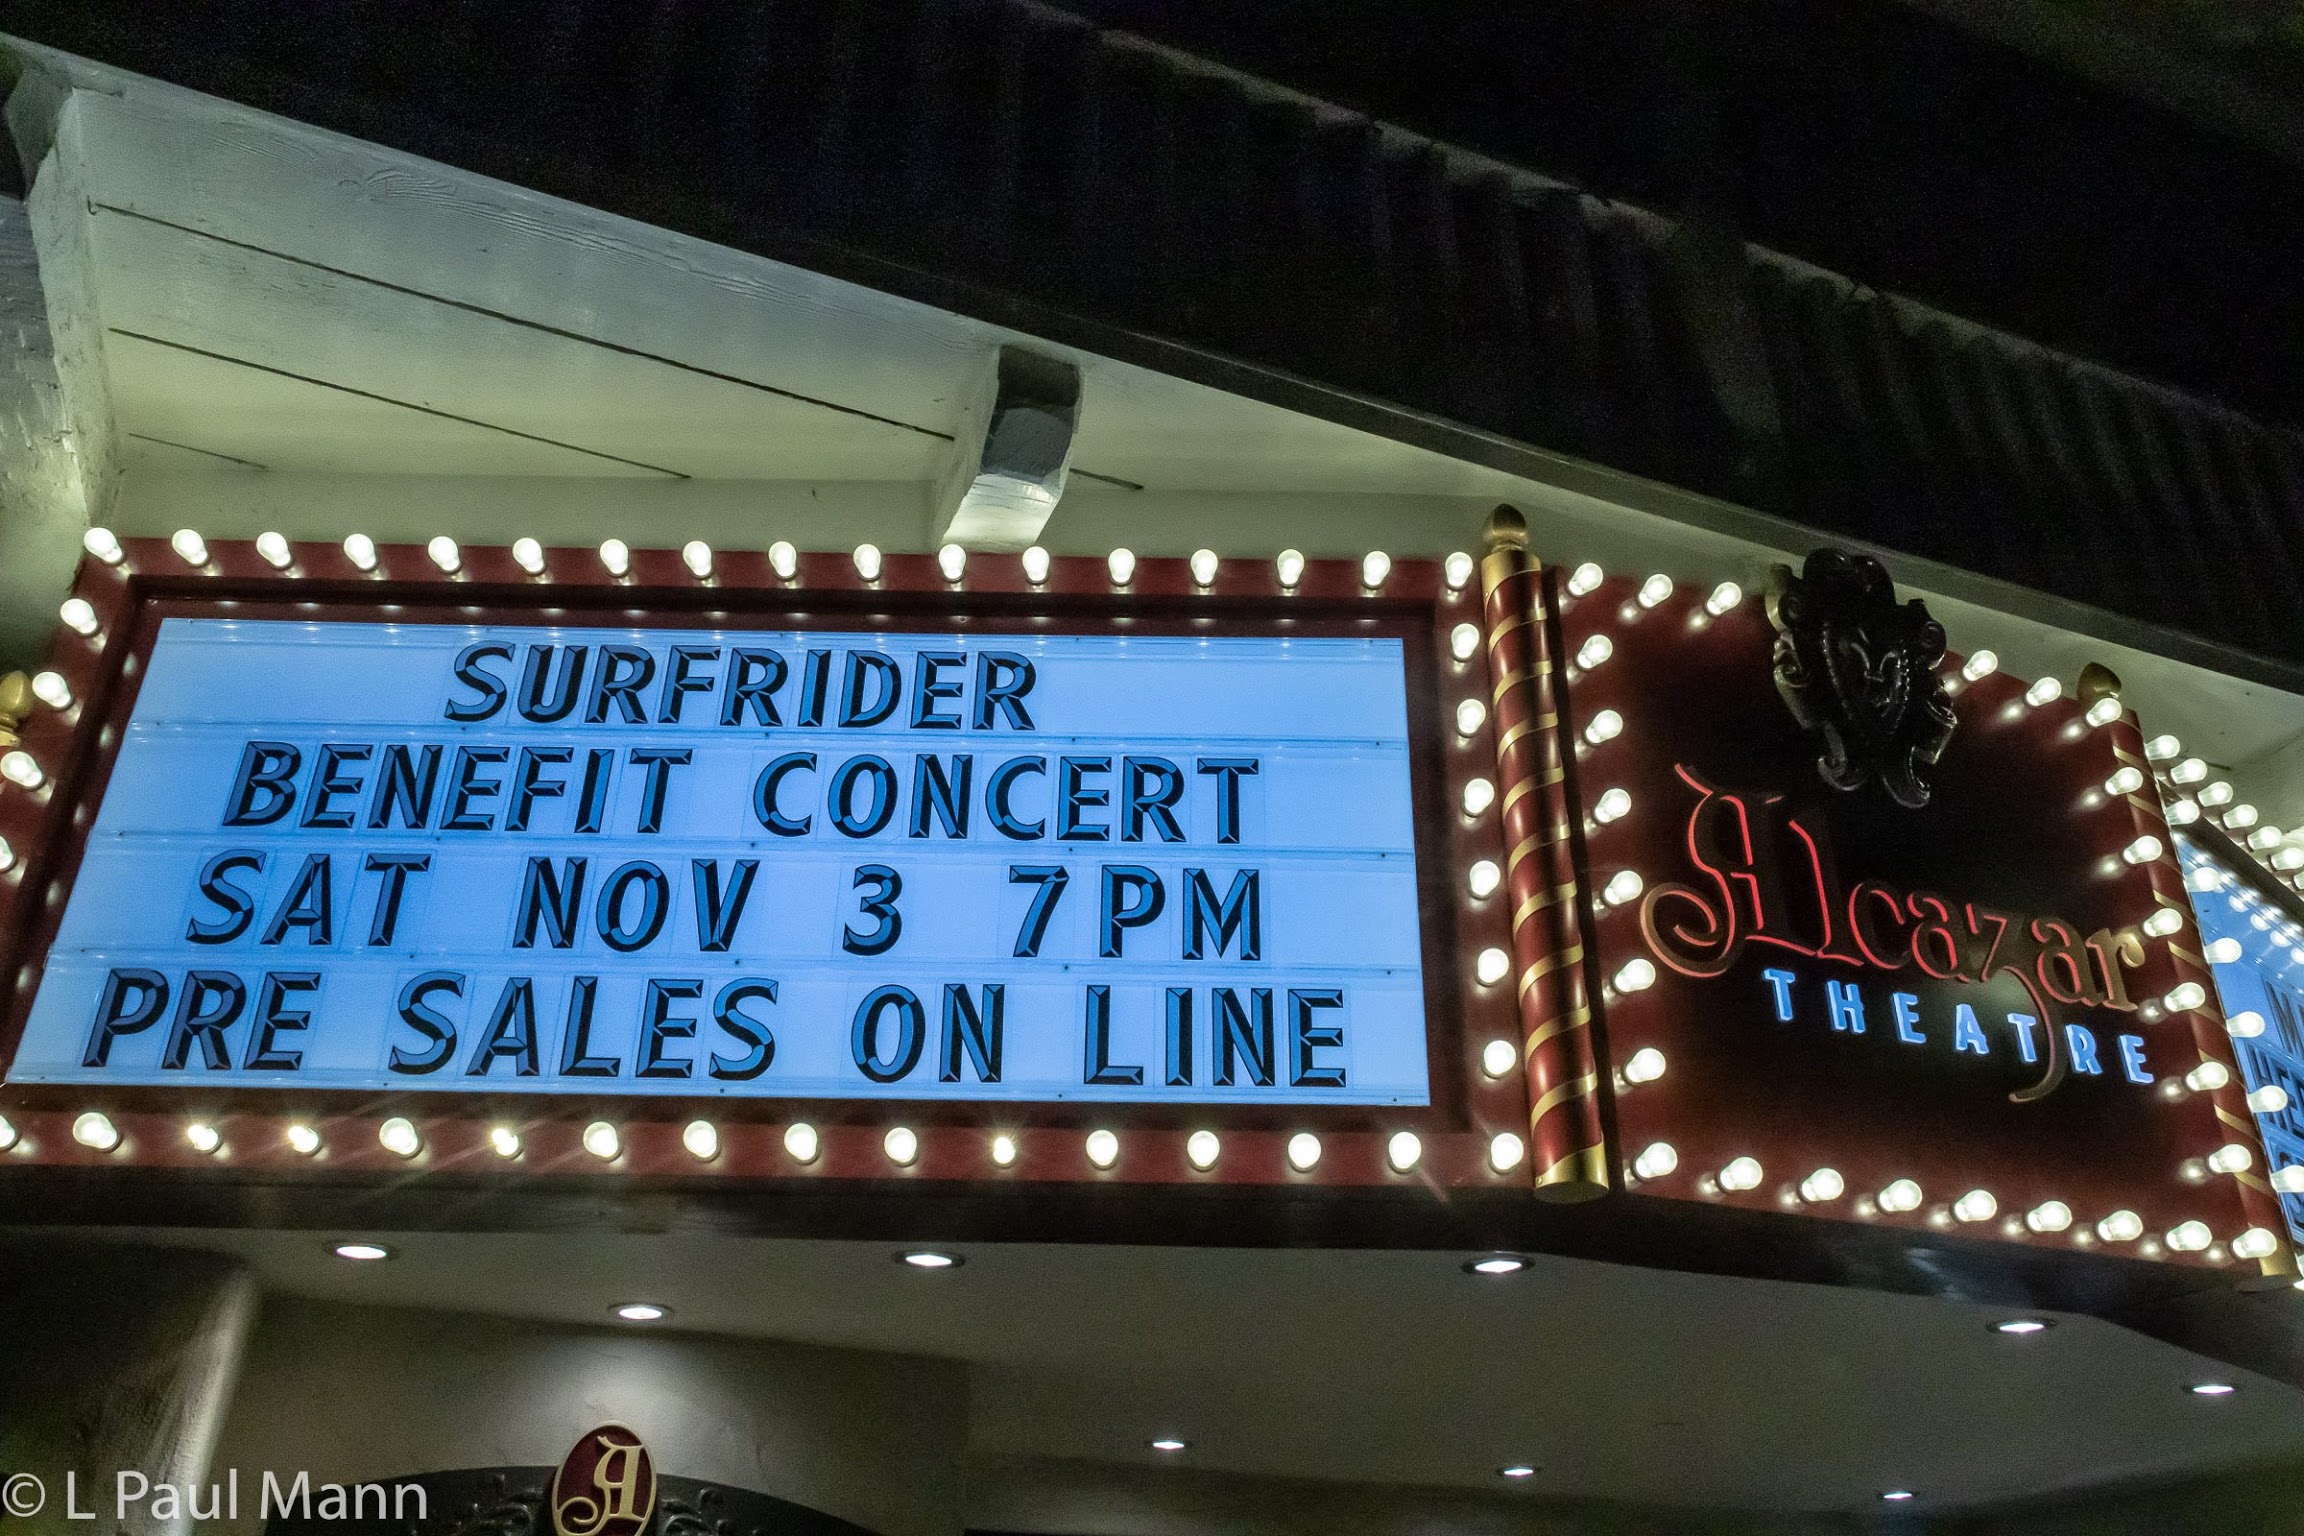 SURFRIDER
BENEFIT CONCERT
SAT NOV 3 7PM
PRE SALES ON LINE
Alcazar
THEATRE
A
© L Paul Mann